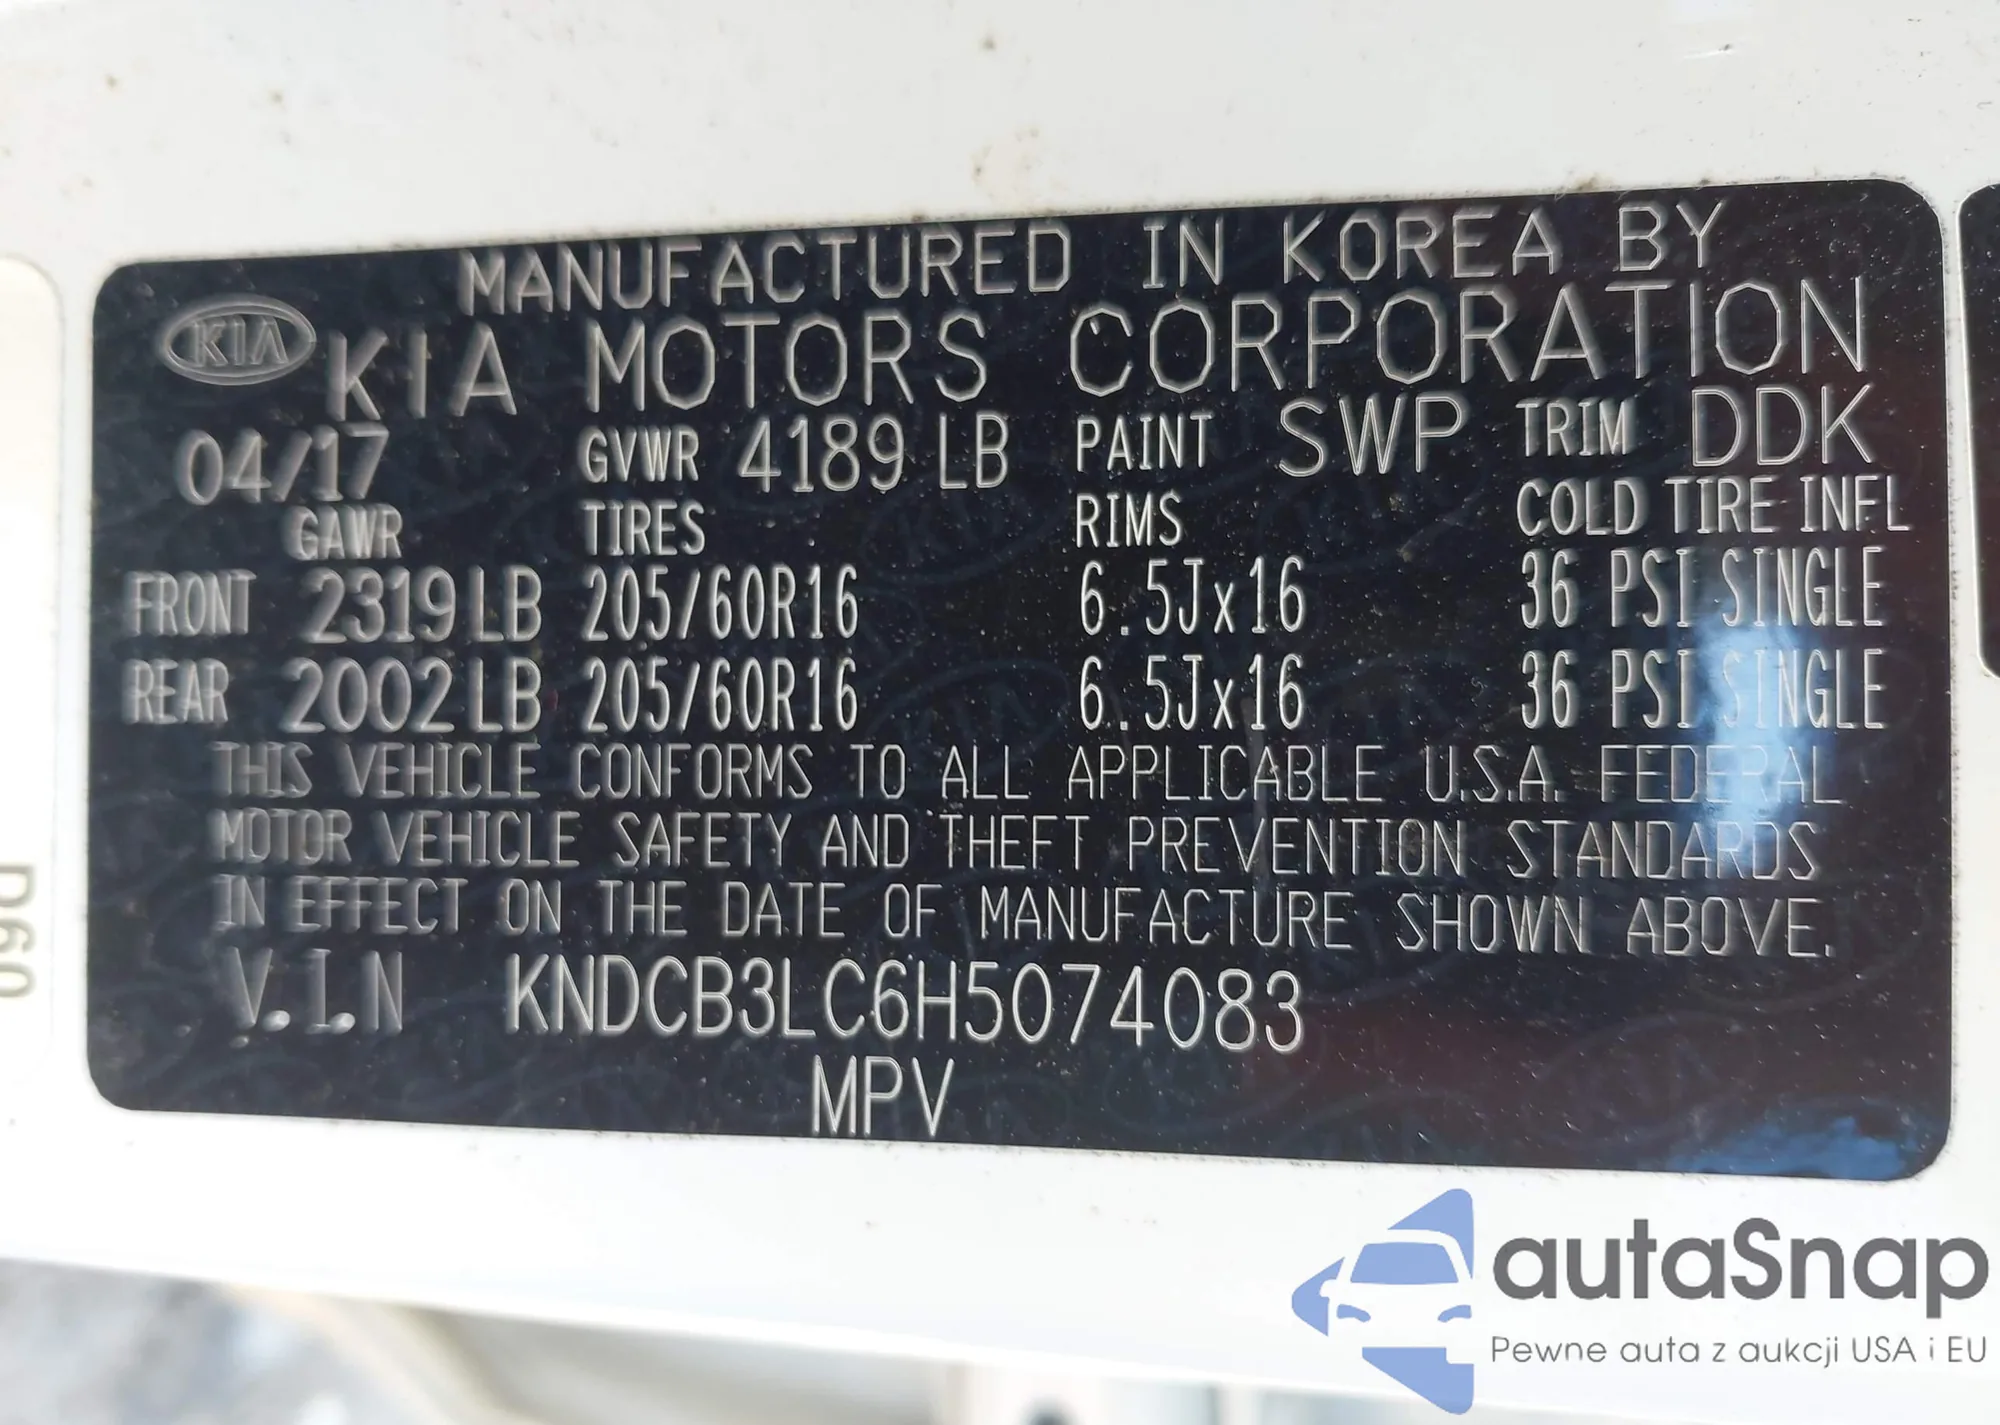 MANUFACTURED IN KOREA BY
KIA KIA MOTORS CORPORATION
04/17 GVWR 4189 LB PAINT SWP TRIM DDK
GAWR TIRES RIMS COLD TIRE INFL
FRONT 2319 LB 205/60R16 6.5Jx16 36 PSI SINGLE
REAR 2002 LB 205/60R16 6.5Jx16 36 PSI SINGLE
THIS VEHICLE CONFORMS TO ALL APPLICABLE U.S.A. FEDERAL
MOTOR VEHICLE SAFETY AND THEFT PREVENTION STANDARDS
IN EFFECT ON THE DATE OF MANUFACTURE SHOWN ABOVE.
V.I.N KNDCB3LC6H5074083
MPV
autaSnap
Pewne auta z aukcji USA i EU